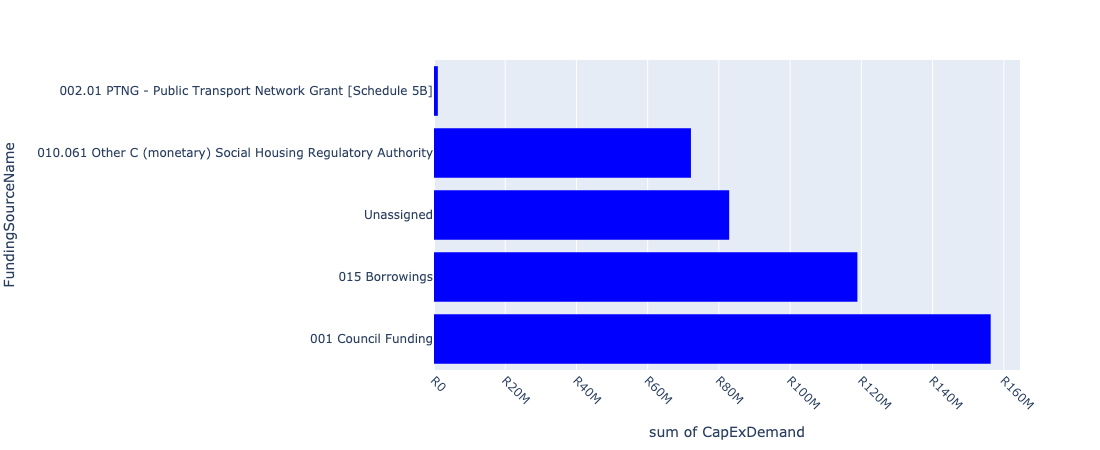 002.01 PTNG - Public Transport Network Grant [Schedule 5B]
010.061 Other C (monetary) Social Housing Regulatory Authority
Unassigned
015 Borrowings
001 Council Funding
FundingSourceName
R0
R20M
R40M
R60M
R80M
R100M
R120M
R140M
R160M
sum of CapExDemand